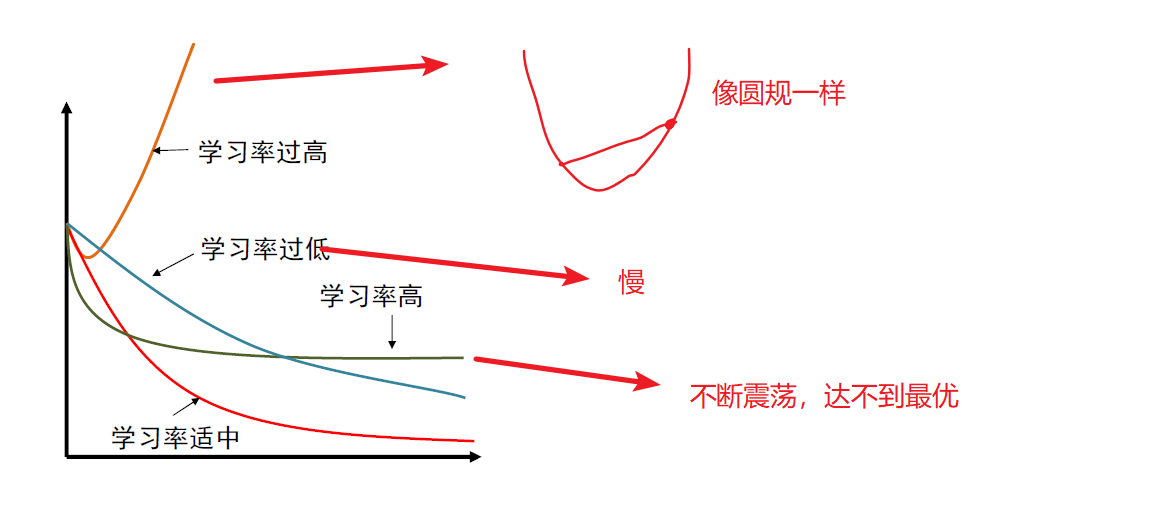 像圆规一样
学习率过高
学习率过低
慢
学习率高
不断震荡，达不到最优
学习率适中